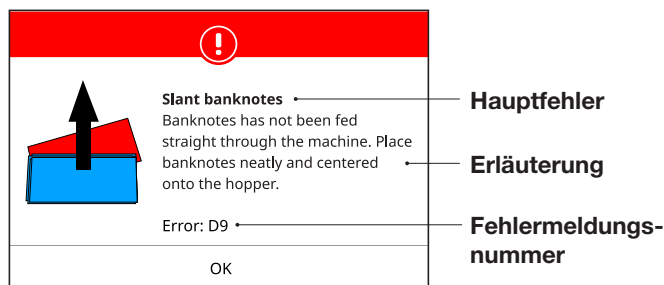 !
Slant banknotes
Banknotes has not been fed
straight through the machine. Place
banknotes neatly and centered
onto the hopper.
Error: D9
OK
Hauptfehler
Erläuterung
Fehlermeldungs-
nummer